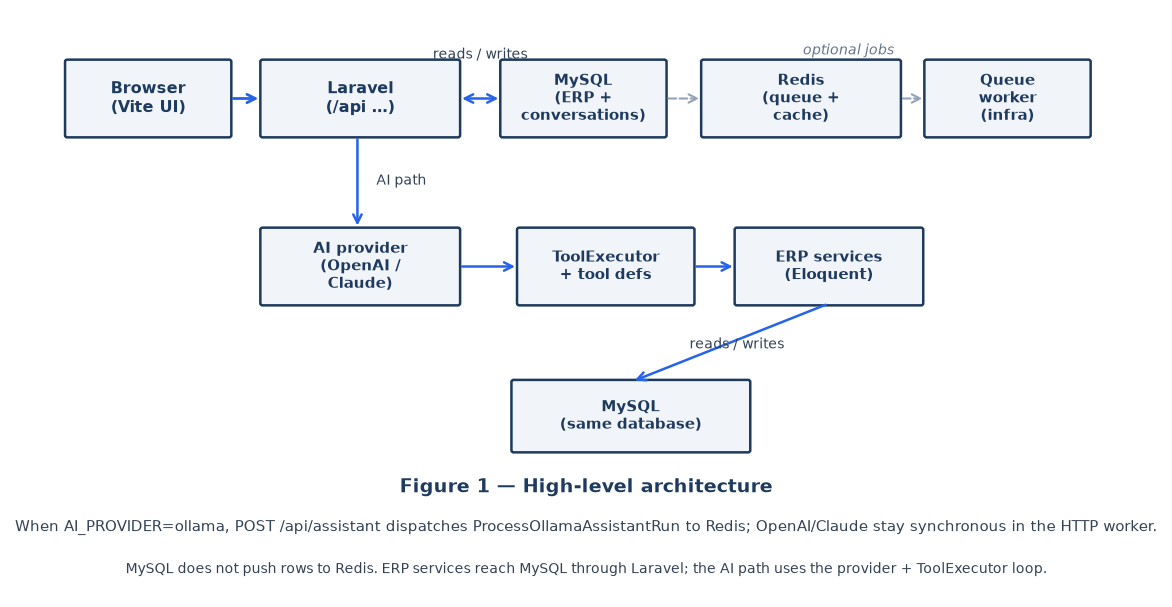 reads / writes
optional jobs
Browser
(Vite UI)
Laravel
(/api ...)
MySQL
(ERP +
conversations)
Redis
(queue +
cache)
Queue
worker
(infra)
AI path
AI provider
(OpenAI /
Claude)
ToolExecutor
+ tool defs
ERP services
(Eloquent)
reads / writes
MySQL
(same database)
Figure 1 — High-level architecture
When AI_PROVIDER=ollama, POST /api/assistant dispatches ProcessOllamaAssistantRun to Redis; OpenAI/Claude stay synchronous in the HTTP worker.
MySQL does not push rows to Redis. ERP services reach MySQL through Laravel; the AI path uses the provider + ToolExecutor loop.